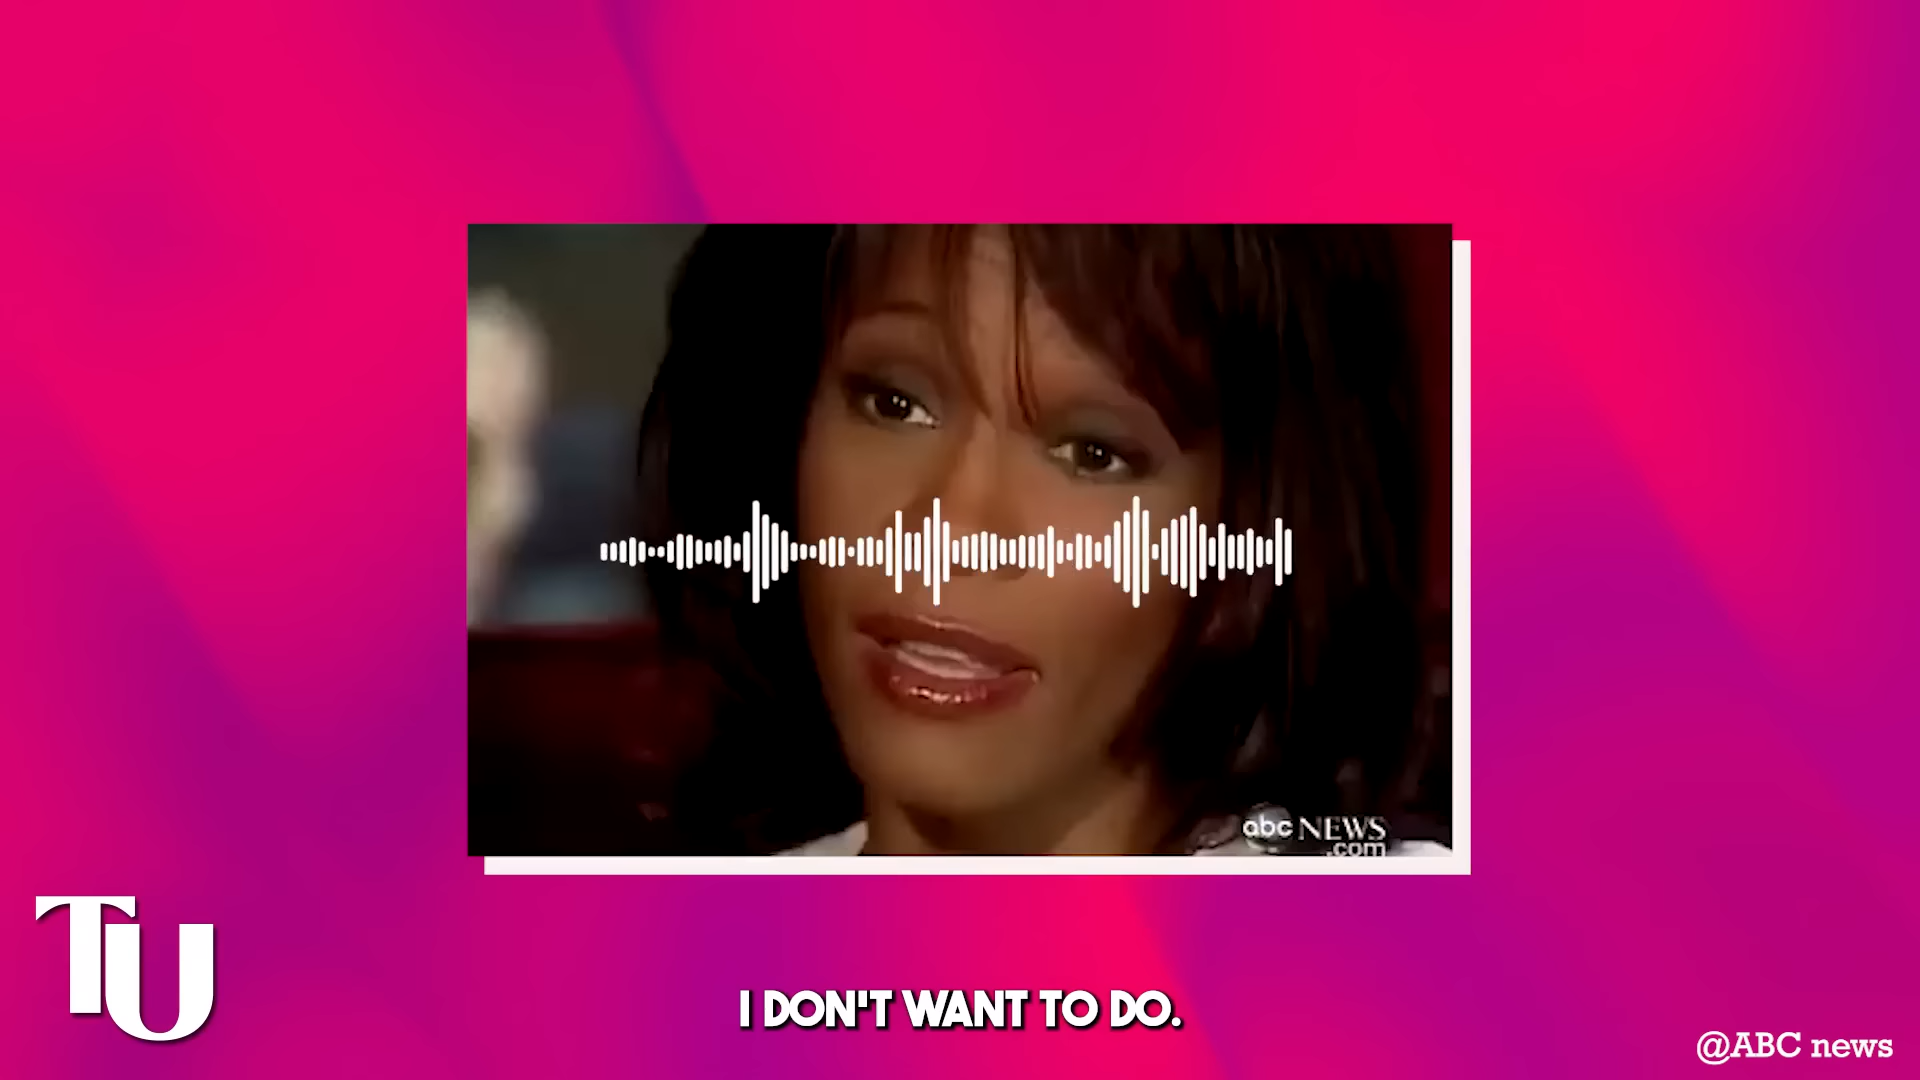 abc NEWS
.com
TU
I DON'T WANT TO DO.
@ABC news